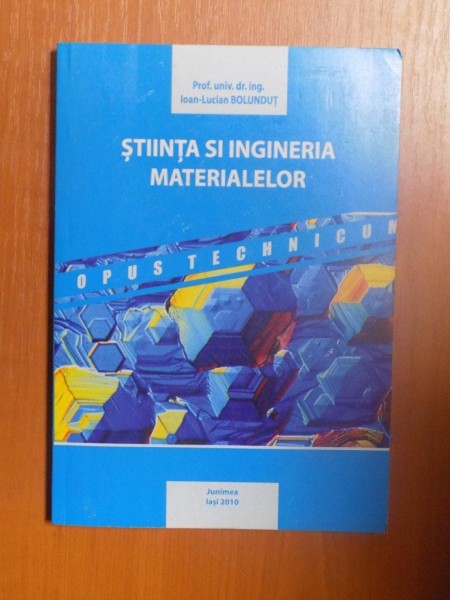 Prof. univ. dr. ing.
Ioan-Lucian BOLUNDUȚ
ȘTIINȚA SI INGINERIA
MATERIALELOR
OPUS TECHNICUM
Junimea
Iași 2010